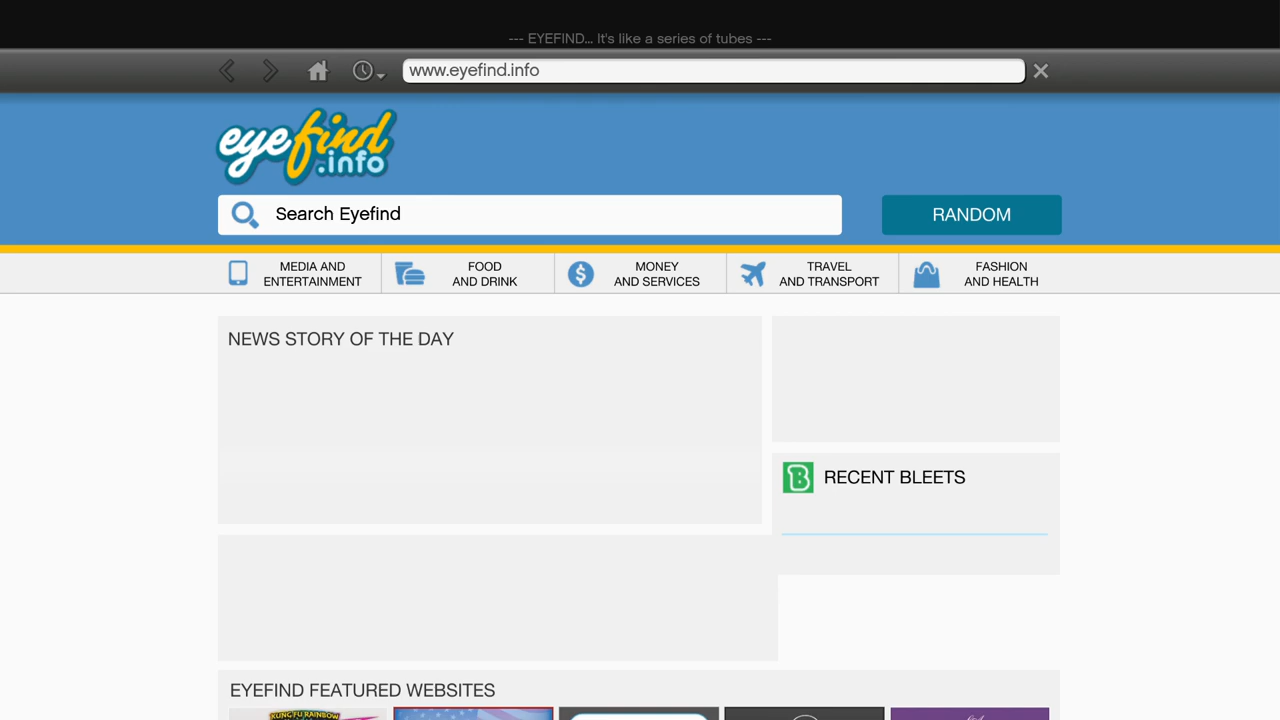 --- EYEFIND... It's like a series of tubes ---
www.eyefind.info
eyefind
.info
Search Eyefind
RANDOM
MEDIA AND
ENTERTAINMENT
FOOD
AND DRINK
MONEY
AND SERVICES
TRAVEL
AND TRANSPORT
FASHION
AND HEALTH
NEWS STORY OF THE DAY
B RECENT BLEETS
EYEFIND FEATURED WEBSITES
KUNG FU RAINBOW